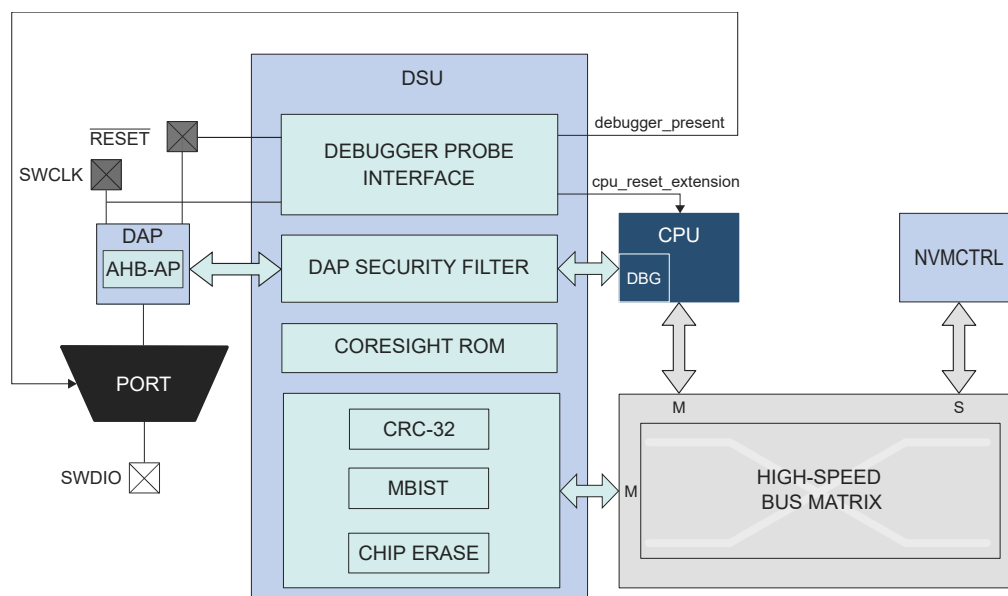 DSU
debugger_present
RESET
DEBUGGER PROBE
INTERFACE
SWCLK
cpu_reset_extension
DAP
CPU
AHB-AP
DAP SECURITY FILTER
DBG
NVMCTRL
CORESIGHT ROM
PORT
M
S
CRC-32
SWDIO
MBIST
M
HIGH-SPEED
BUS MATRIX
CHIP ERASE